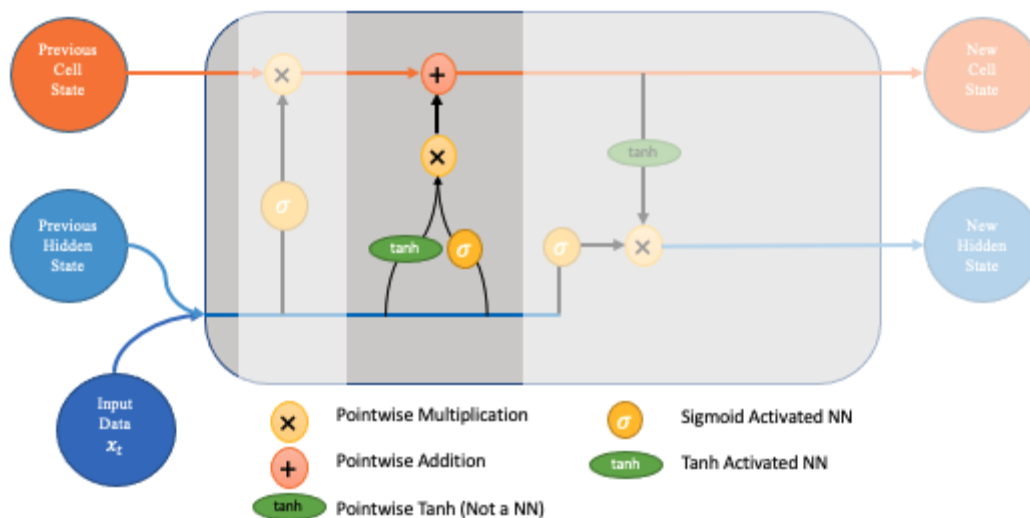 Previous
Cell
State
New
Cell
State
×
+
×
tanh
σ
Previous
Hidden
State
tanh
σ
σ
×
New
Hidden
State
Input
Data
x_t
× Pointwise Multiplication
σ Sigmoid Activated NN
+ Pointwise Addition
tanh Tanh Activated NN
tanh Pointwise Tanh (Not a NN)